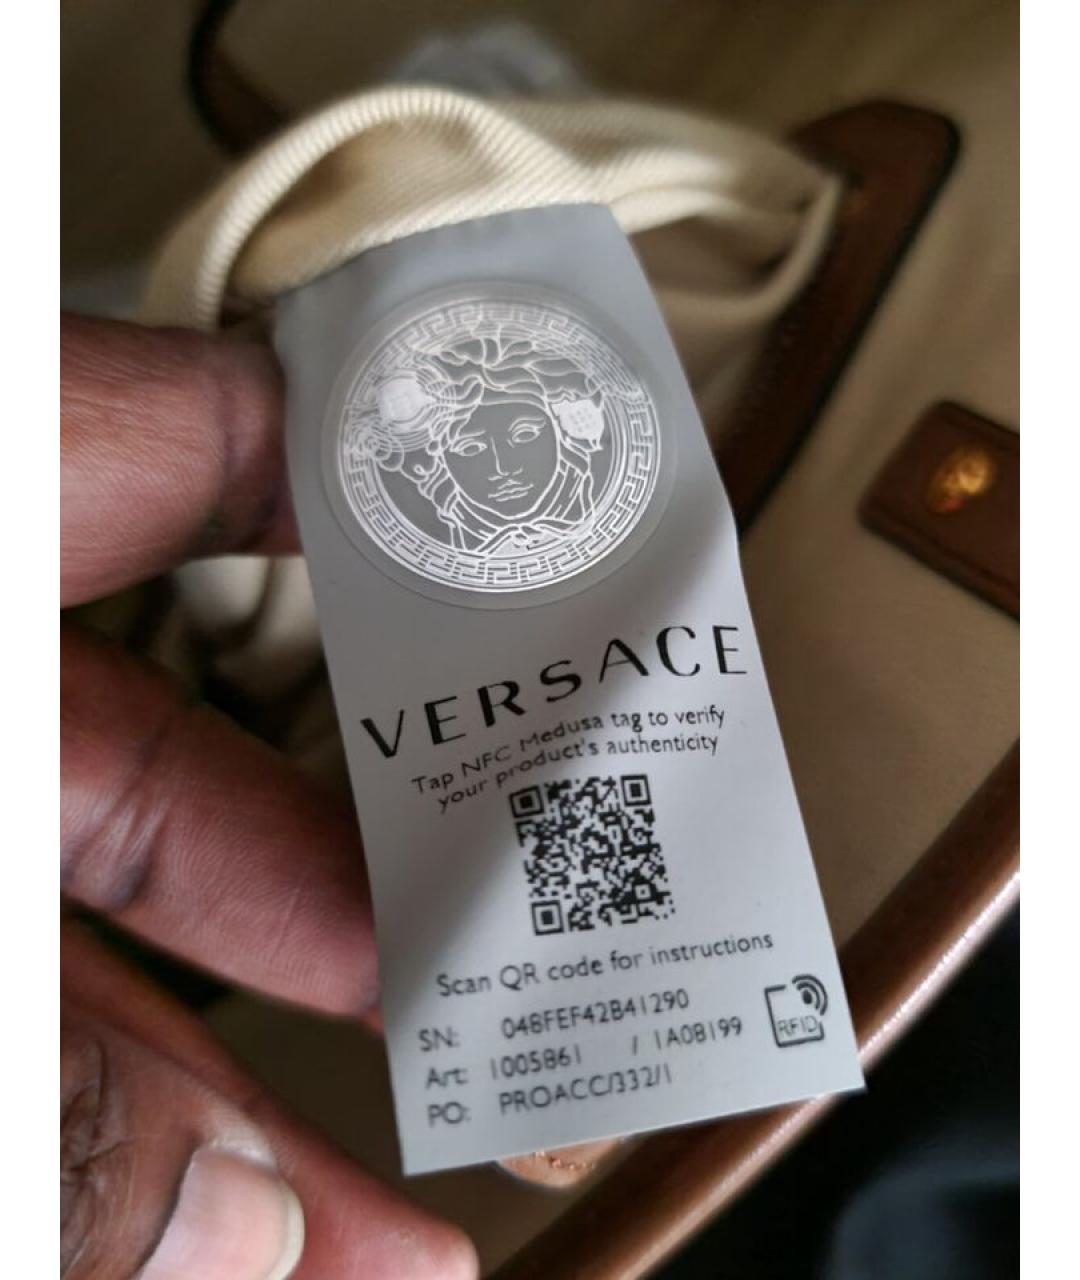 VERSACE
Tap NFC Medusa tag to verify
your product's authenticity
Scan QR code for instructions
SN: 048FEF42B41290
Art: 1005861 / 1A08199
PO: PROACC/332/1
RFID